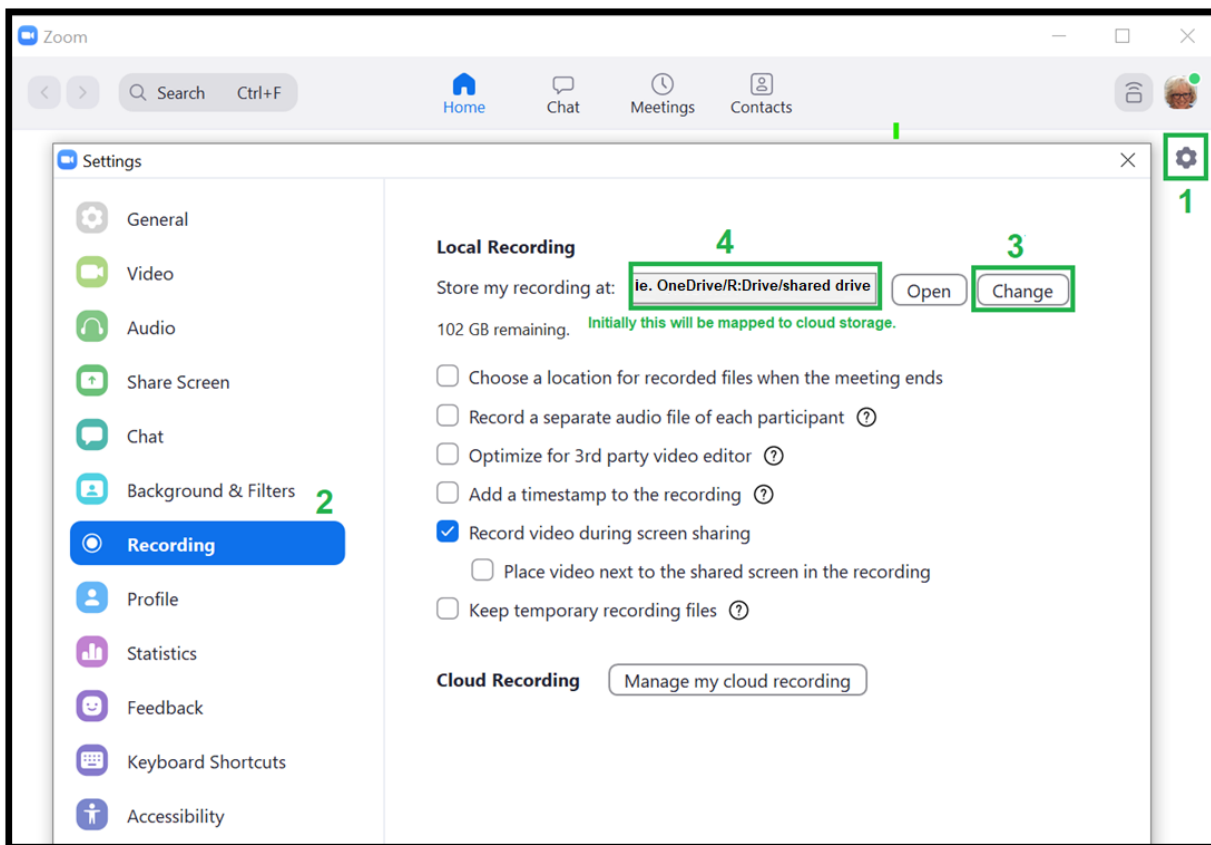 Zoom
Search Ctrl+F
Home Chat Meetings Contacts
Settings
1
General
Video
Audio
Share Screen
Chat
Background & Filters
2
Recording
Profile
Statistics
Feedback
Keyboard Shortcuts
Accessibility
Local Recording
4
3
Store my recording at: ie. OneDrive/R:Drive/shared drive Open Change
102 GB remaining. Initially this will be mapped to cloud storage.
Choose a location for recorded files when the meeting ends
Record a separate audio file of each participant ?
Optimize for 3rd party video editor ?
Add a timestamp to the recording ?
Record video during screen sharing
Place video next to the shared screen in the recording
Keep temporary recording files ?
Cloud Recording Manage my cloud recording